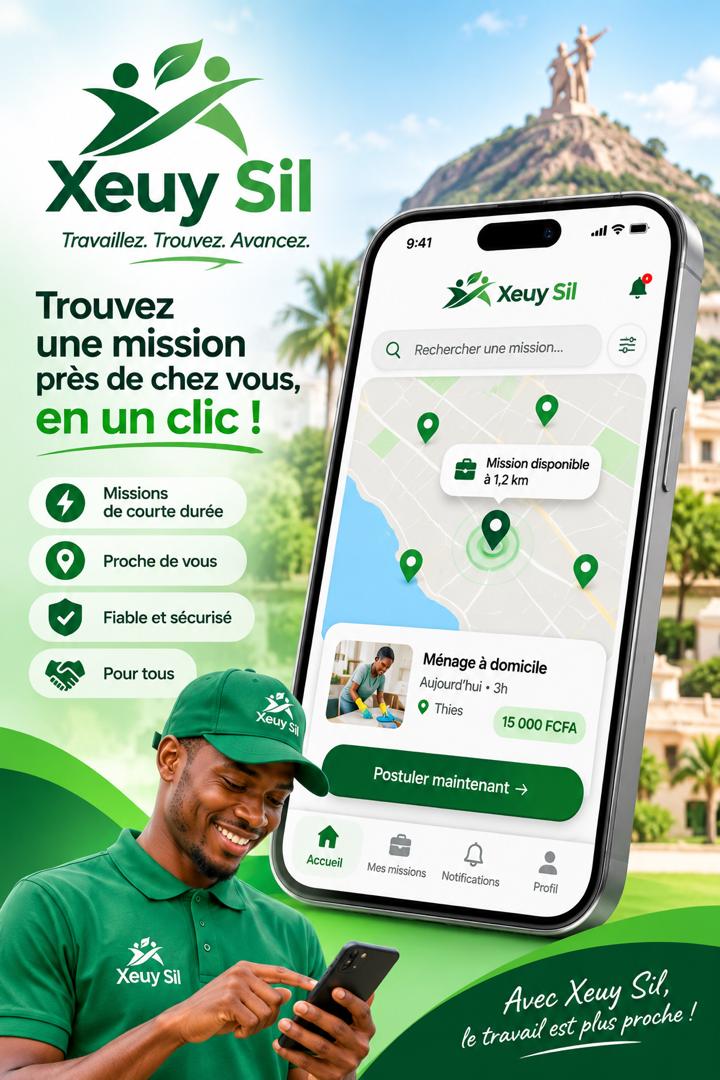 Xeuy Sil
Travaillez. Trouvez. Avancez.
Trouvez
une mission
près de chez vous,
en un clic !
Missions
de courte durée
Proche de vous
Fiable et sécurisé
Pour tous
9:41
Xeuy Sil
Rechercher une mission...
Mission disponible
à 1,2 km
Ménage à domicile
Aujourd'hui • 3h
Thies
15 000 FCFA
Postuler maintenant →
Accueil
Mes missions
Notifications
Profil
Xeuy Sil
Xeuy Sil
Avec Xeuy Sil,
le travail est plus proche !